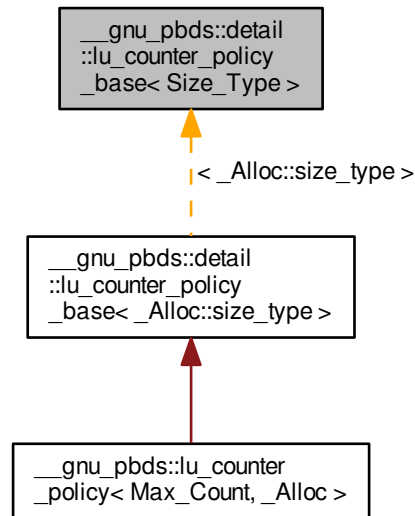 __gnu_pbds::detail
::lu_counter_policy
_base< Size_Type >
< _Alloc::size_type >
__gnu_pbds::detail
::lu_counter_policy
_base< _Alloc::size_type >
__gnu_pbds::lu_counter
_policy< Max_Count, _Alloc >